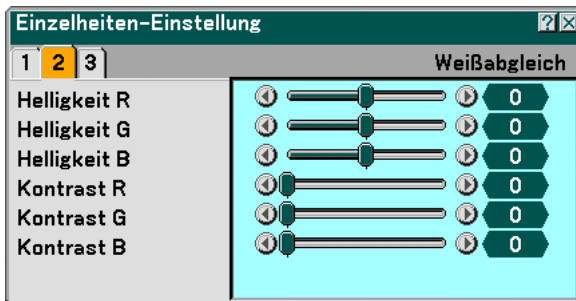 Einzelheiten-Einstellung ?
1 2 3 Weißabgleich
Helligkeit R 0
Helligkeit G 0
Helligkeit B 0
Kontrast R 0
Kontrast G 0
Kontrast B 0